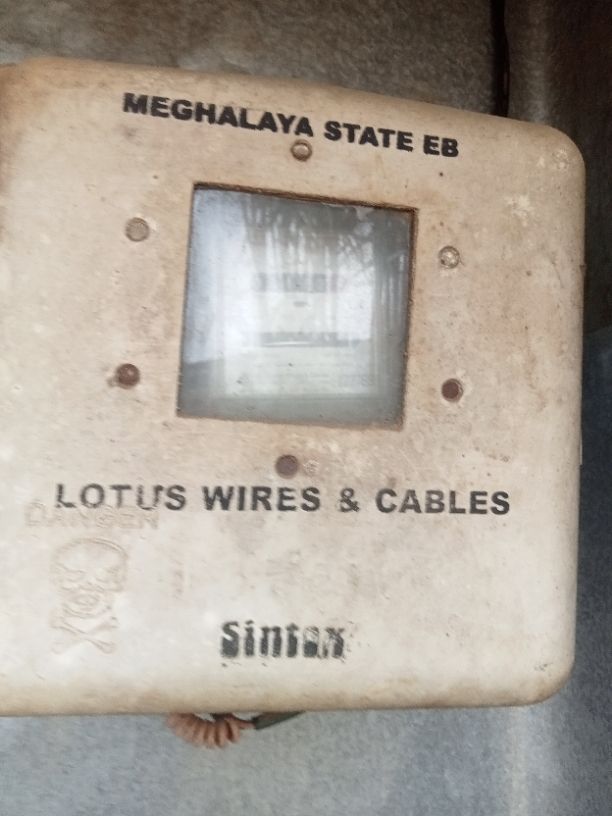 MEGHALAYA STATE EB
LOTUS WIRES & CABLES
DANGER
Sintex